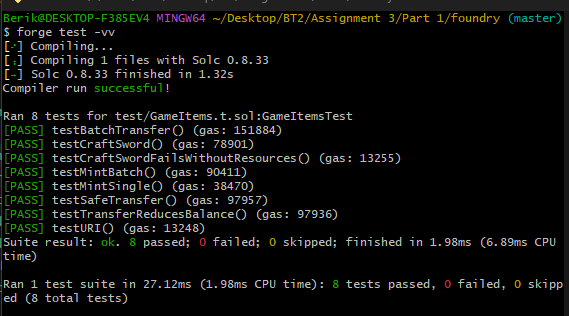 Berik@DESKTOP-F385EV4 MINGW64 ~/Desktop/BT2/Assignment 3/Part 1/foundry (master)
$ forge test -vv
[⠊] Compiling...
[⠢] Compiling 1 files with Solc 0.8.33
[⠒] Solc 0.8.33 finished in 1.32s
Compiler run successful!

Ran 8 tests for test/GameItems.t.sol:GameItemsTest
[PASS] testBatchTransfer() (gas: 151884)
[PASS] testCraftSword() (gas: 78901)
[PASS] testCraftSwordFailsWithoutResources() (gas: 13255)
[PASS] testMintBatch() (gas: 90411)
[PASS] testMintSingle() (gas: 38470)
[PASS] testSafeTransfer() (gas: 97957)
[PASS] testTransferReducesBalance() (gas: 97936)
[PASS] testURI() (gas: 13248)
Suite result: ok. 8 passed; 0 failed; 0 skipped; finished in 1.98ms (6.89ms CPU
time)

Ran 1 test suite in 27.12ms (1.98ms CPU time): 8 tests passed, 0 failed, 0 skipp
ed (8 total tests)